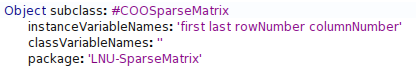 Object subclass: #COOSparseMatrix
instanceVariableNames: 'first last rowNumber columnNumber'
classVariableNames: ''
package: 'LNU-SparseMatrix'